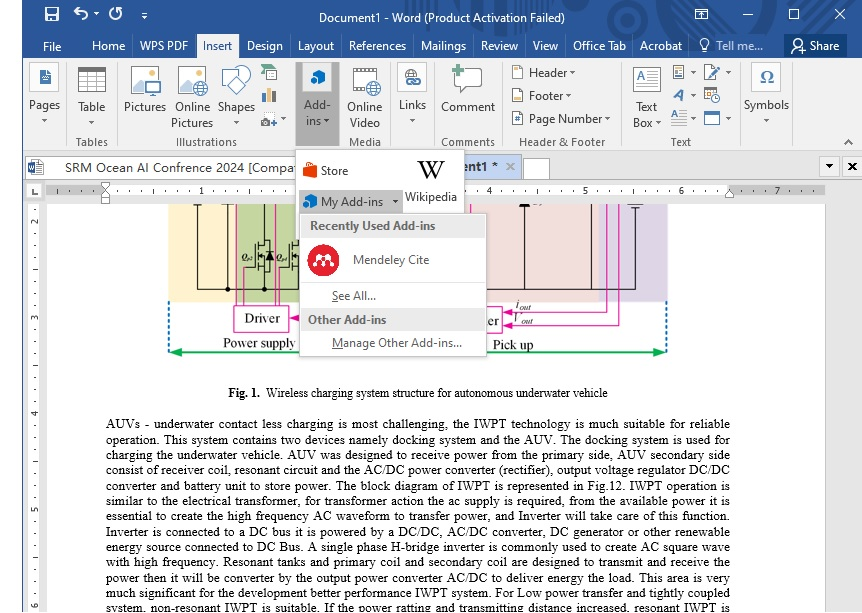 Document1 - Word (Product Activation Failed)
File Home WPS PDF Insert Design Layout References Mailings Review View Office Tab Acrobat Tell me... Share
Pages Table Pictures Online Pictures Shapes Add-ins Online Video Links Comment Header Footer Page Number Text Box Symbols
Tables Illustrations Media Comments Header & Footer Text
SRM Ocean AI Confrence 2024 [Compa ent1 *
Store
W
My Add-ins Wikipedia
L 1 4 5 6 7
Recently Used Add-ins
Mendeley Cite
See All...
Other Add-ins
Manage Other Add-ins...
2
3
4
5
6
Driver er
Power supply Pick up
Fig. 1. Wireless charging system structure for autonomous underwater vehicle
AUVs - underwater contact less charging is most challenging, the IWPT technology is much suitable for reliable
operation. This system contains two devices namely docking system and the AUV. The docking system is used for
charging the underwater vehicle. AUV was designed to receive power from the primary side, AUV secondary side
consist of receiver coil, resonant circuit and the AC/DC power converter (rectifier), output voltage regulator DC/DC
converter and battery unit to store power. The block diagram of IWPT is represented in Fig.12. IWPT operation is
similar to the electrical transformer, for transformer action the ac supply is required, from the available power it is
essential to create the high frequency AC waveform to transfer power, and Inverter will take care of this function.
Inverter is connected to a DC bus it is powered by a DC/DC, AC/DC converter, DC generator or other renewable
energy source connected to DC Bus. A single phase H-bridge inverter is commonly used to create AC square wave
with high frequency. Resonant tanks and primary coil and secondary coil are designed to transmit and receive the
power then it will be converter by the output power converter AC/DC to deliver energy the load. This area is very
much significant for the development better performance IWPT system. For Low power transfer and tightly coupled
system, non-resonant IWPT is suitable. If the power ratting and transmitting distance increased, resonant IWPT is